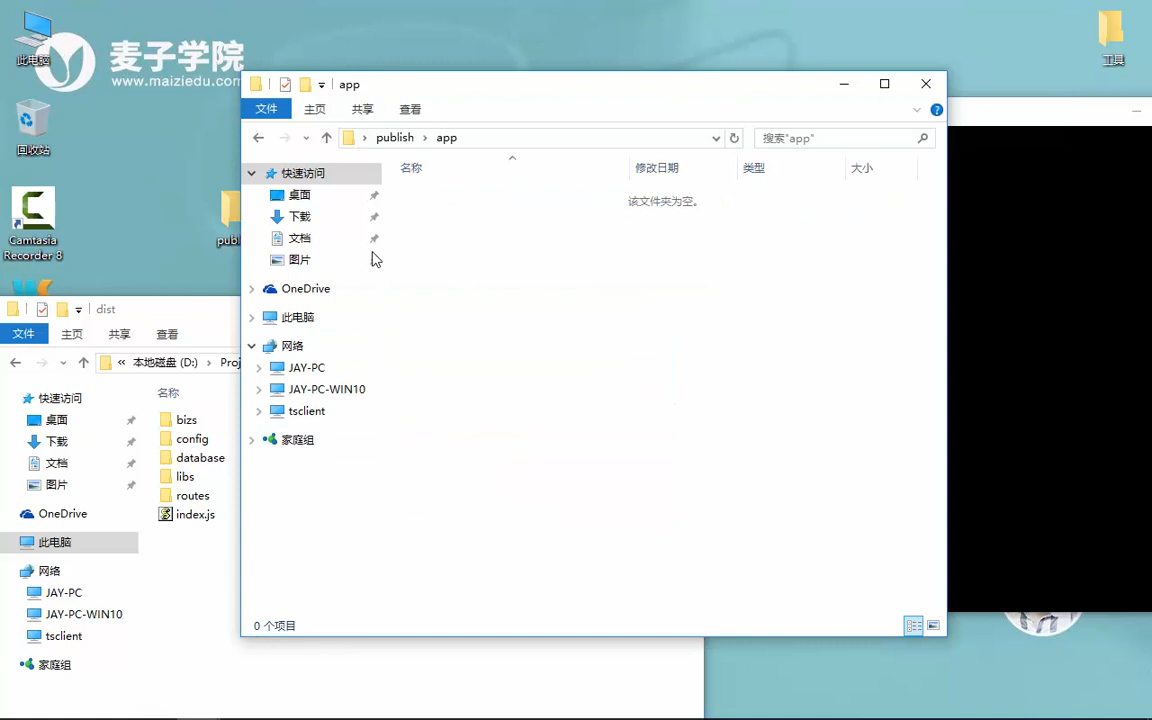 此电脑
麦子学院
www.maiziedu.com
回收站
Camtasia
Recorder 8
publ
工具
app
文件
主页
共享
查看
publish
app
搜索"app"
快速访问
桌面
下载
文档
图片
OneDrive
此电脑
网络
JAY-PC
JAY-PC-WIN10
tsclient
家庭组
名称
修改日期
类型
大小
该文件夹为空。
0 个项目
dist
文件
主页
共享
查看
« 本地磁盘 (D:)
Proj
快速访问
桌面
下载
文档
图片
OneDrive
此电脑
网络
JAY-PC
JAY-PC-WIN10
tsclient
家庭组
名称
bizs
config
database
libs
routes
index.js